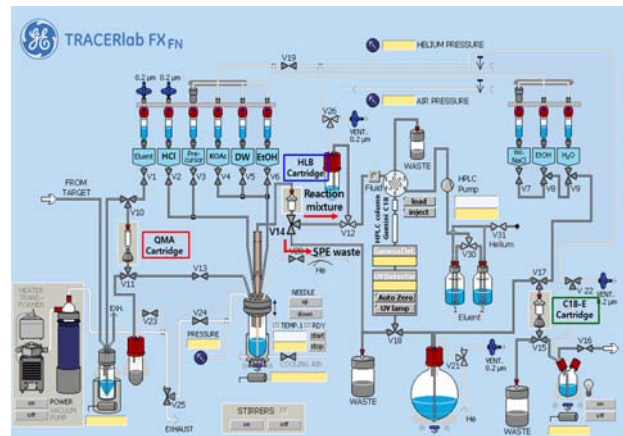 GE TRACERlab FX FN
HELIUM PRESSURE
AIR PRESSURE
V19
0.2 µm 0.2 µm
V26
VENT.
0.2 µm
WASTE
Eluent HCl Pre-cursor KOAc DW EtOH
V1 V2 V3 V4 V5 V6
HLB
Cartridge
Reaction
mixture
V14
V12
SPE waste
He
Fluid
HPLC column
Gemini C18
load
inject
HPLC
Pump
V31
Helium
V30
1 2
Eluent
NaCl EtOH H₂O
V7 V8 V9
FROM
TARGET
V10
QMA
Cartridge
V11
V13
GammaDet.
UV Detector
Auto Zero
UV lamp
V18
V17
V 22
VENT.
0.2 µm
C18-E
Cartridge
V15
V16
HEATER
TRANS-
FORMER
EXH.
V23
V24
PRESSURE
NEEDLE
up
down
TEMP.1 RDY
start
stop
COOLING AIR
on POWER
off VACUUM
PUMP
V25
EXHAUST
STIRRERS
on off
WASTE
V21
He
VENT.
0.2 µm
WASTE
on
off